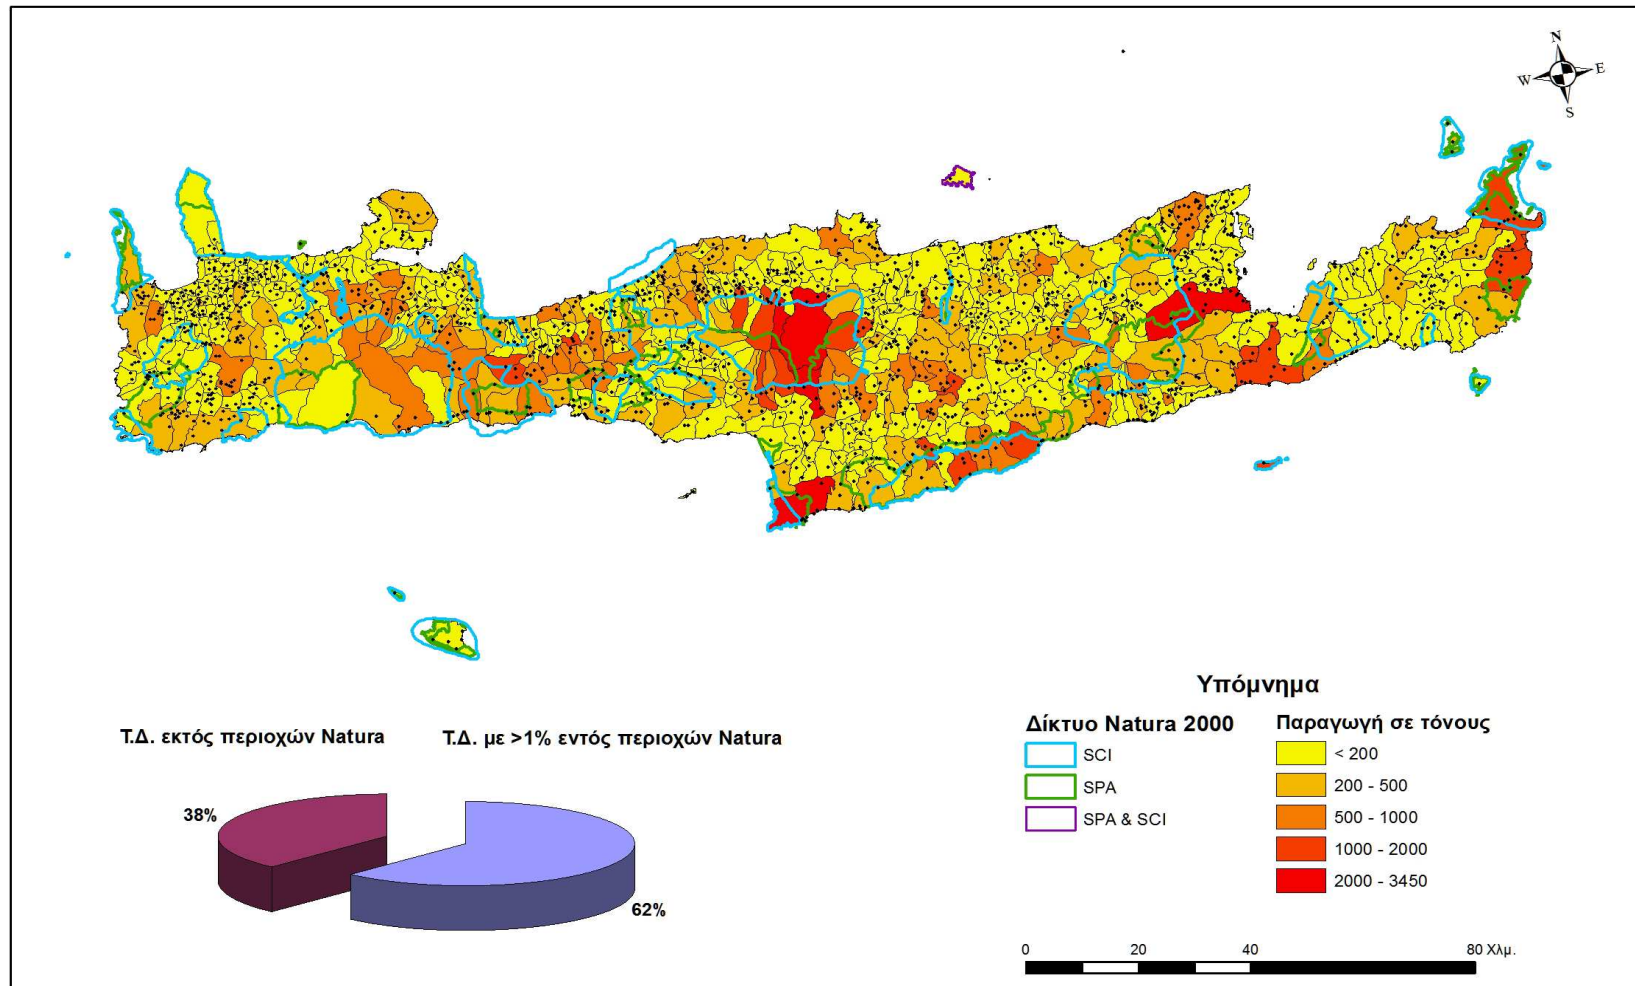 N
W
E
S
Υπόμνημα
Δίκτυο Natura 2000
SCI
SPA
SPA & SCI
Παραγωγή σε τόνους
< 200
200 - 500
500 - 1000
1000 - 2000
2000 - 3450
Τ.Δ. εκτός περιοχών Natura
Τ.Δ. με >1% εντός περιοχών Natura
38%
62%
0 20 40 80 Χλμ.